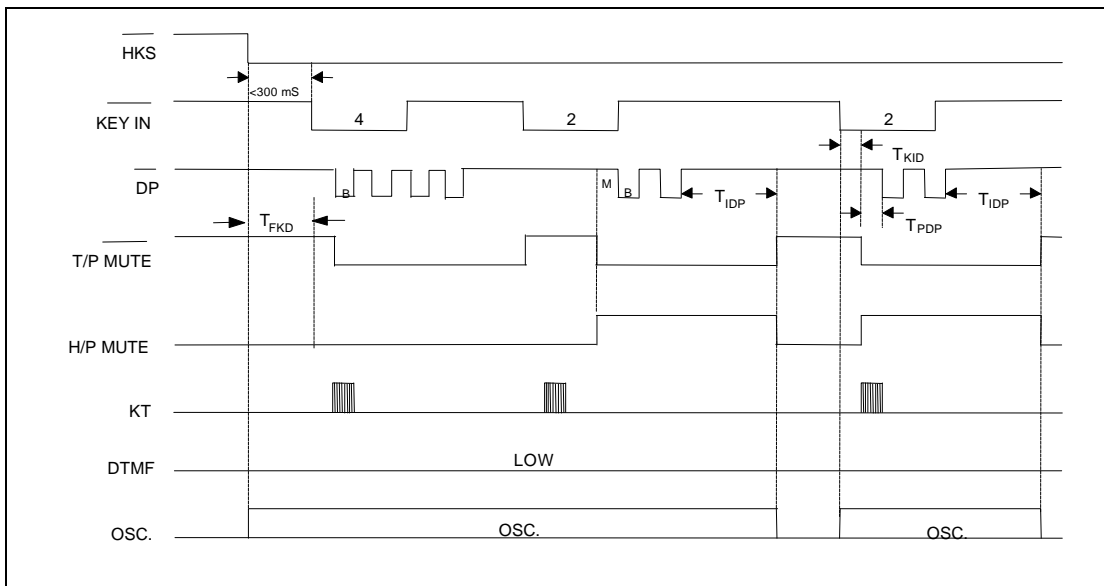 HKS
<300 mS
KEY IN
4
2
2
T_KID
DP
B
M
B
T_IDP
T_IDP
T_FKD
T_PDP
T/P MUTE
H/P MUTE
KT
DTMF
LOW
OSC.
OSC.
OSC.